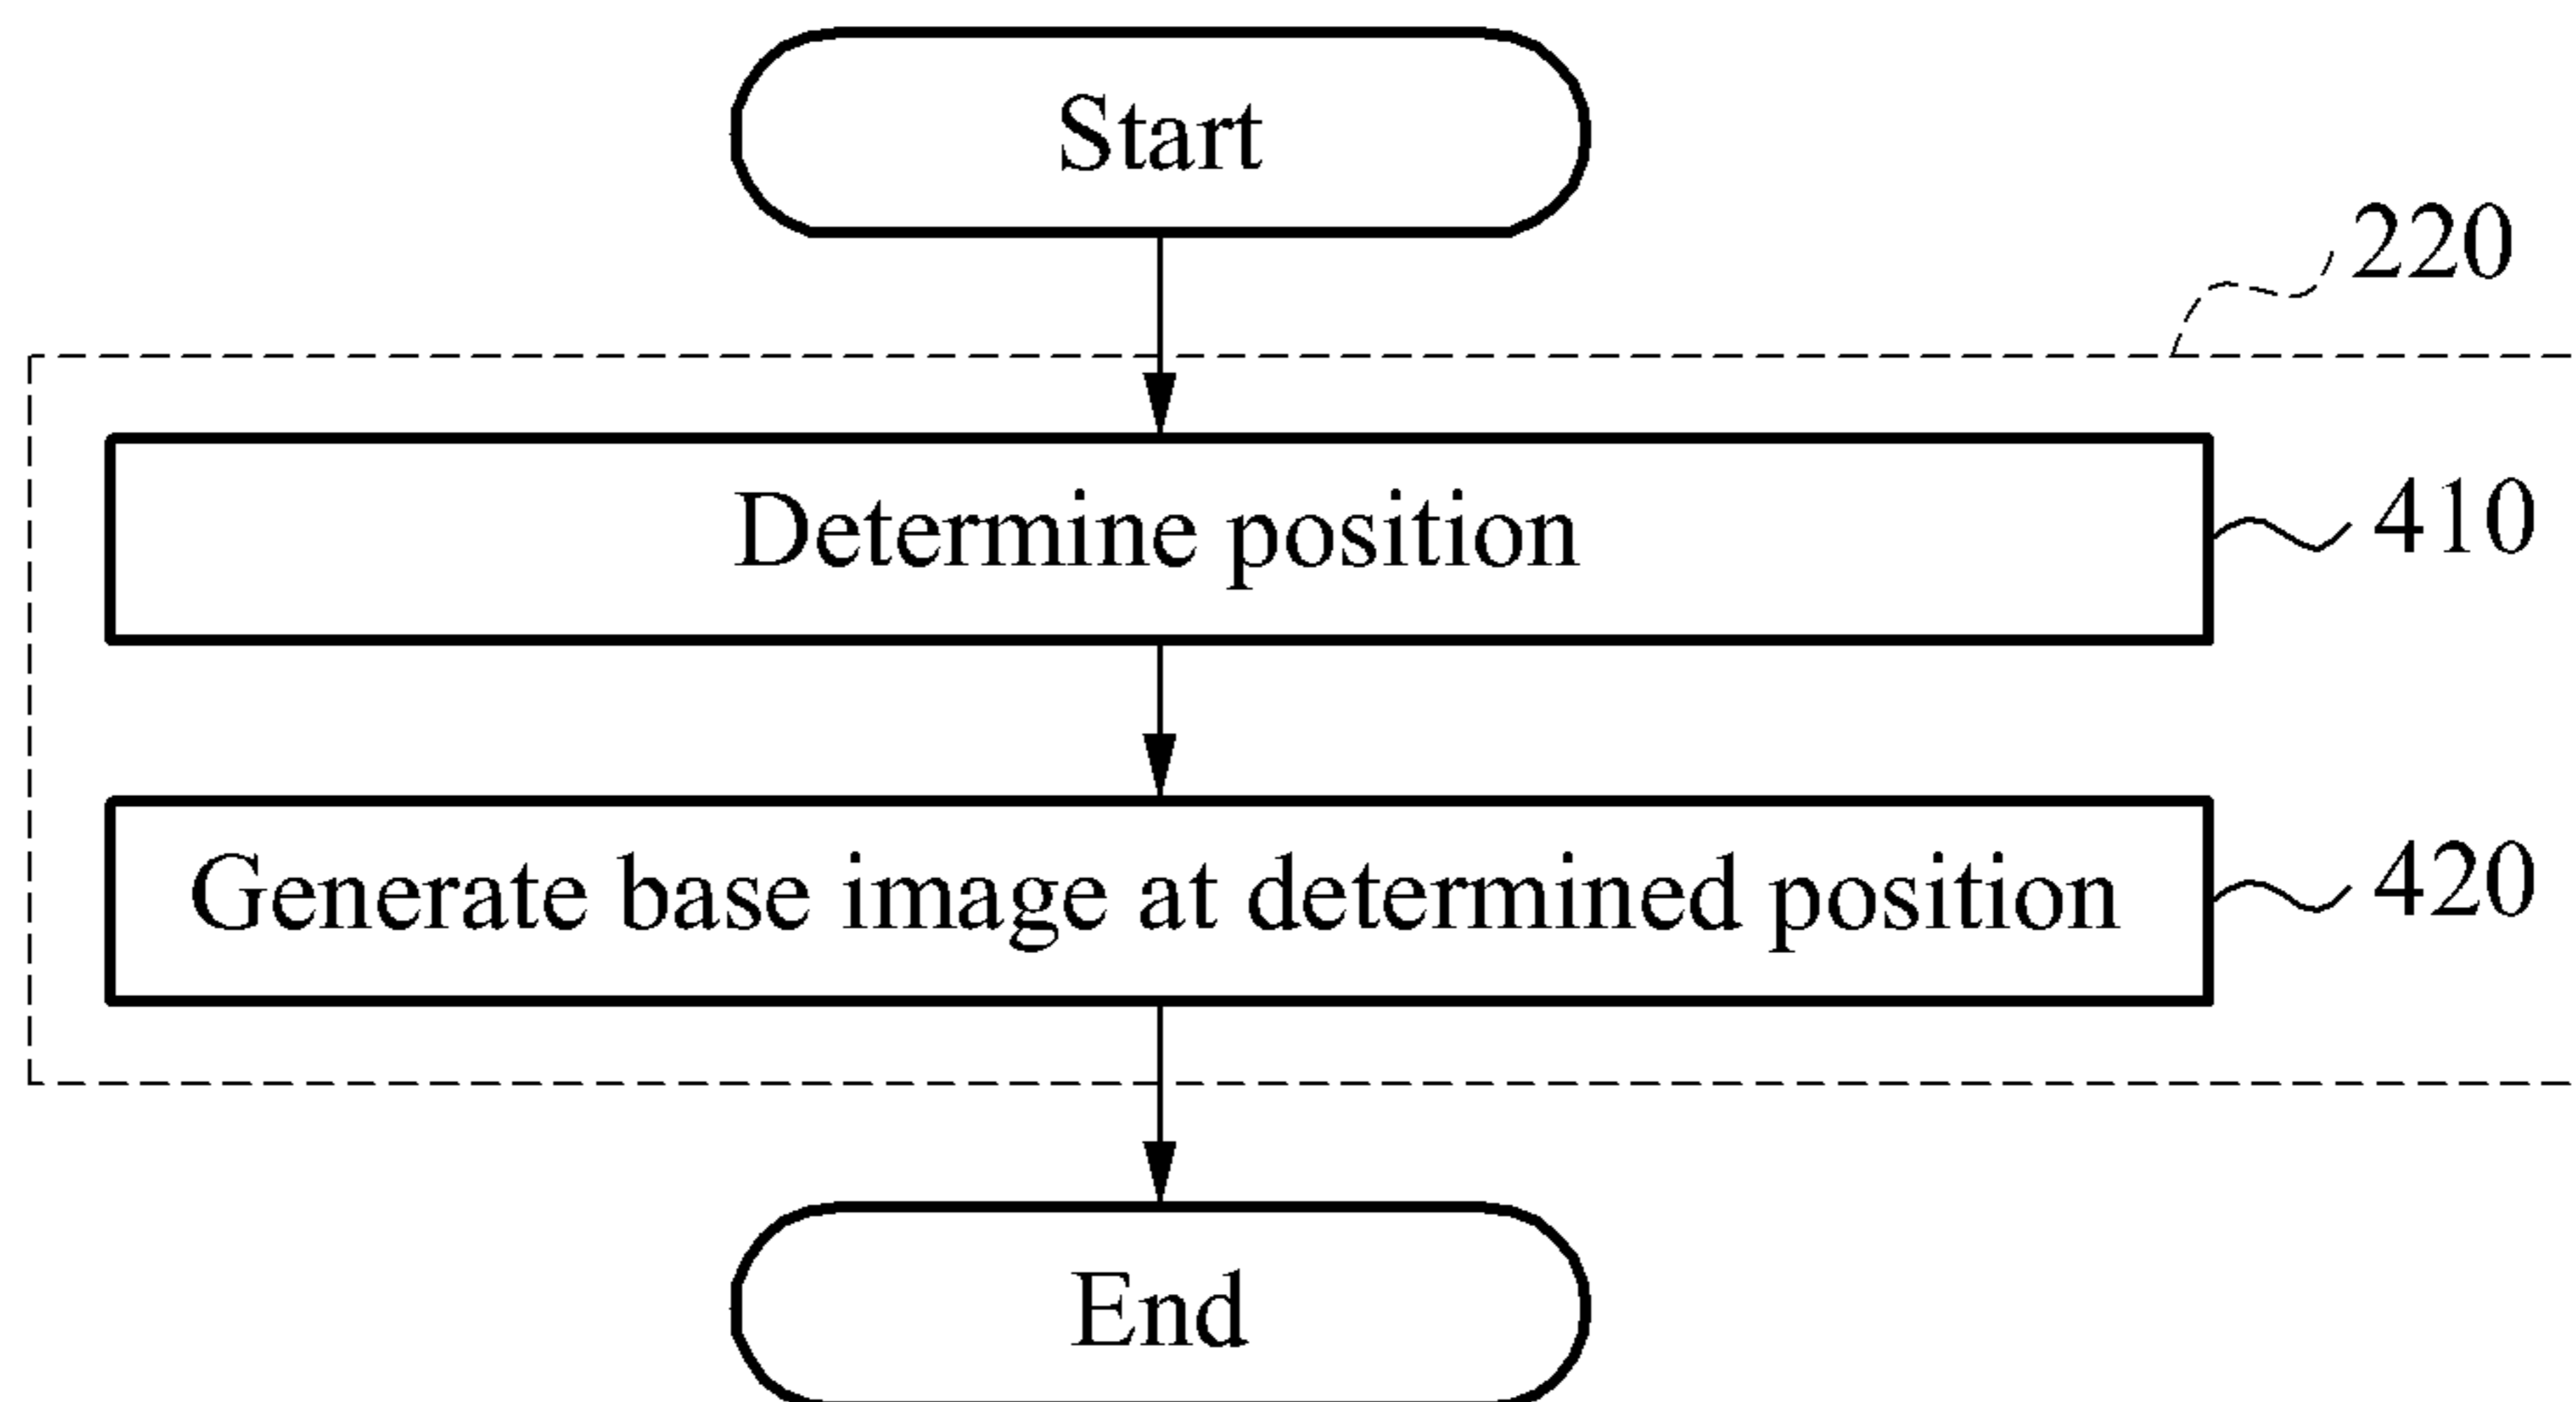 Start
220
Determine position
410
Generate base image at determined position
420
End